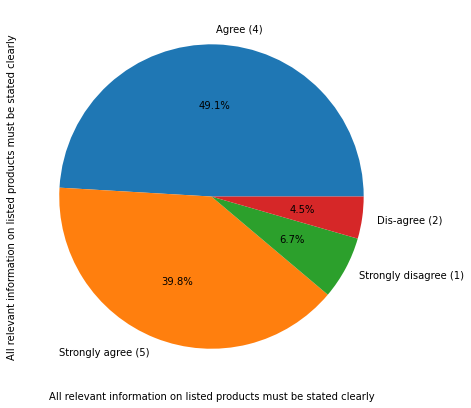 Agree (4)
All relevant information on listed products must be stated clearly
49.1%
4.5%
Dis-agree (2)
6.7%
Strongly disagree (1)
39.8%
Strongly agree (5)
All relevant information on listed products must be stated clearly